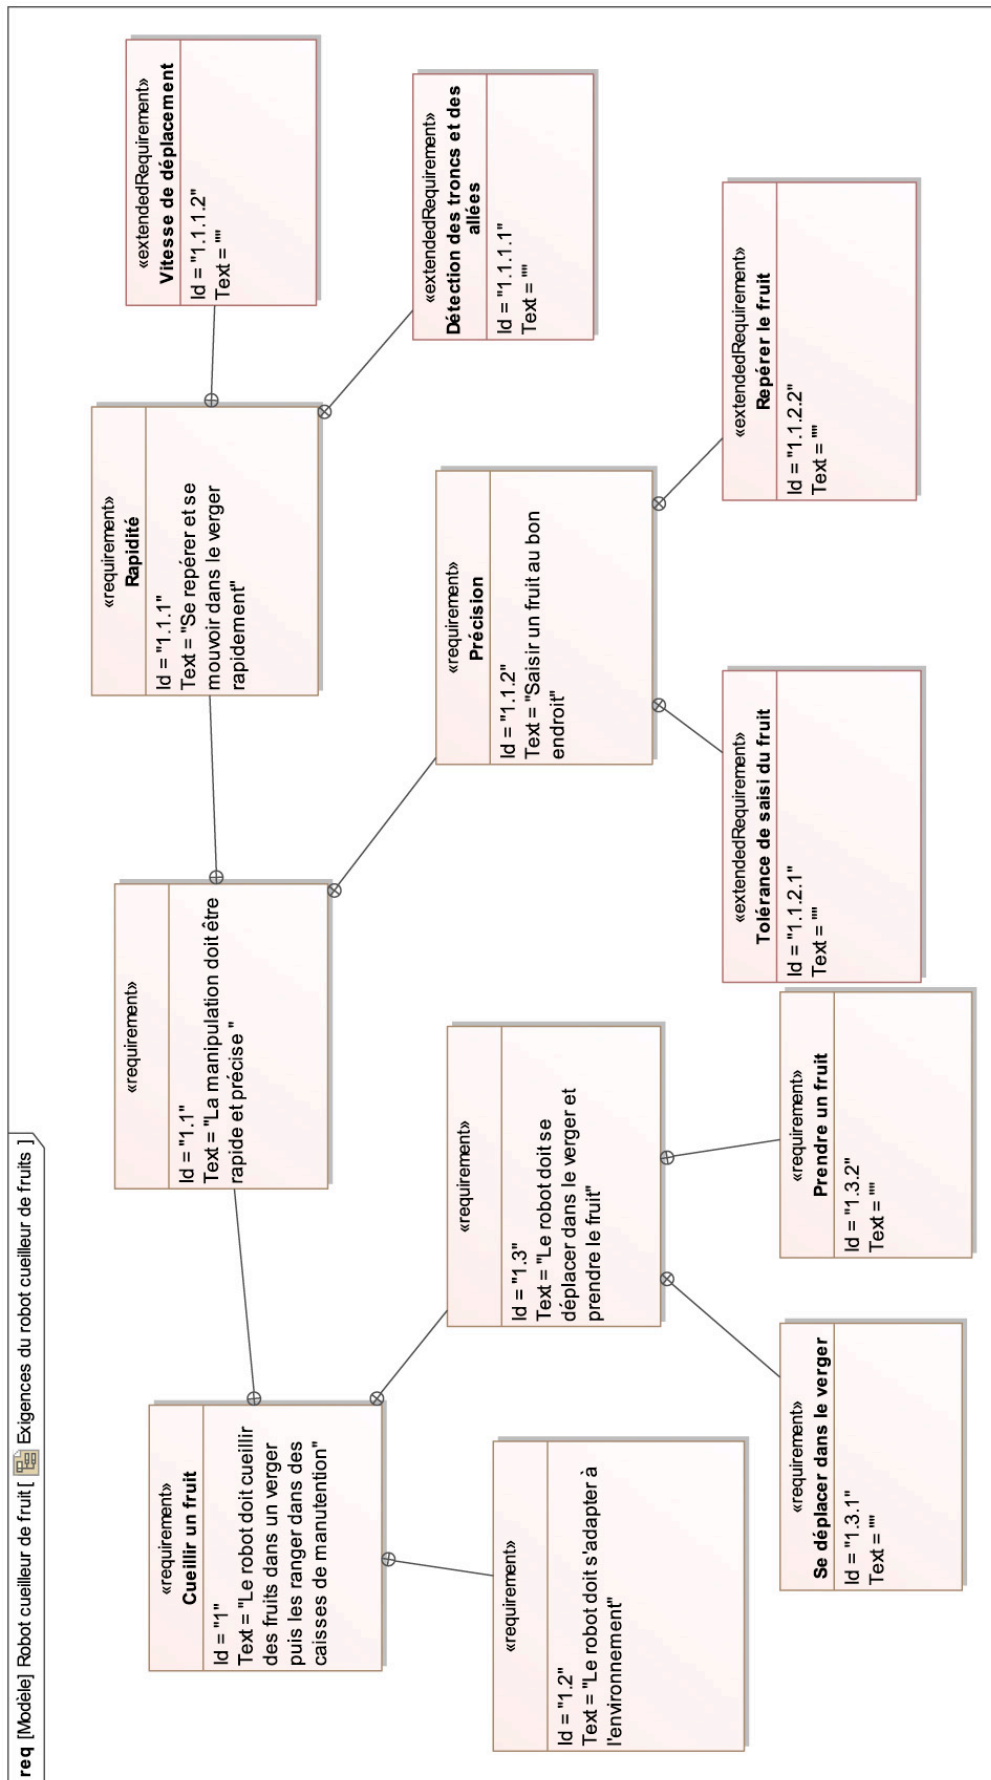 req [Modèle] Robot cueilleur de fruit [ Exigences du robot cueilleur de fruits ]
«requirement»
Cueillir un fruit
Id = "1"
Text = "Le robot doit cueillir
des fruits dans un verger
puis les ranger dans des
caisses de manutention"
«requirement»
Id = "1.1"
Text = "La manipulation doit être
rapide et précise "
«requirement»
Rapidité
Id = "1.1.1"
Text = "Se repérer et se
mouvoir dans le verger
rapidement"
«extendedRequirement»
Vitesse de déplacement
Id = "1.1.1.2"
Text = ""
«extendedRequirement»
Détection des troncs et des
allées
Id = "1.1.1.1"
Text = ""
«requirement»
Id = "1.2"
Text = "Le robot doit s'adapter à
l'environnement"
«requirement»
Id = "1.3"
Text = "Le robot doit se
déplacer dans le verger et
prendre le fruit"
«requirement»
Précision
Id = "1.1.2"
Text = "Saisir un fruit au bon
endroit"
«requirement»
Se déplacer dans le verger
Id = "1.3.1"
Text = ""
«requirement»
Prendre un fruit
Id = "1.3.2"
Text = ""
«extendedRequirement»
Tolérance de saisi du fruit
Id = "1.1.2.1"
Text = ""
«extendedRequirement»
Repérer le fruit
Id = "1.1.2.2"
Text = ""